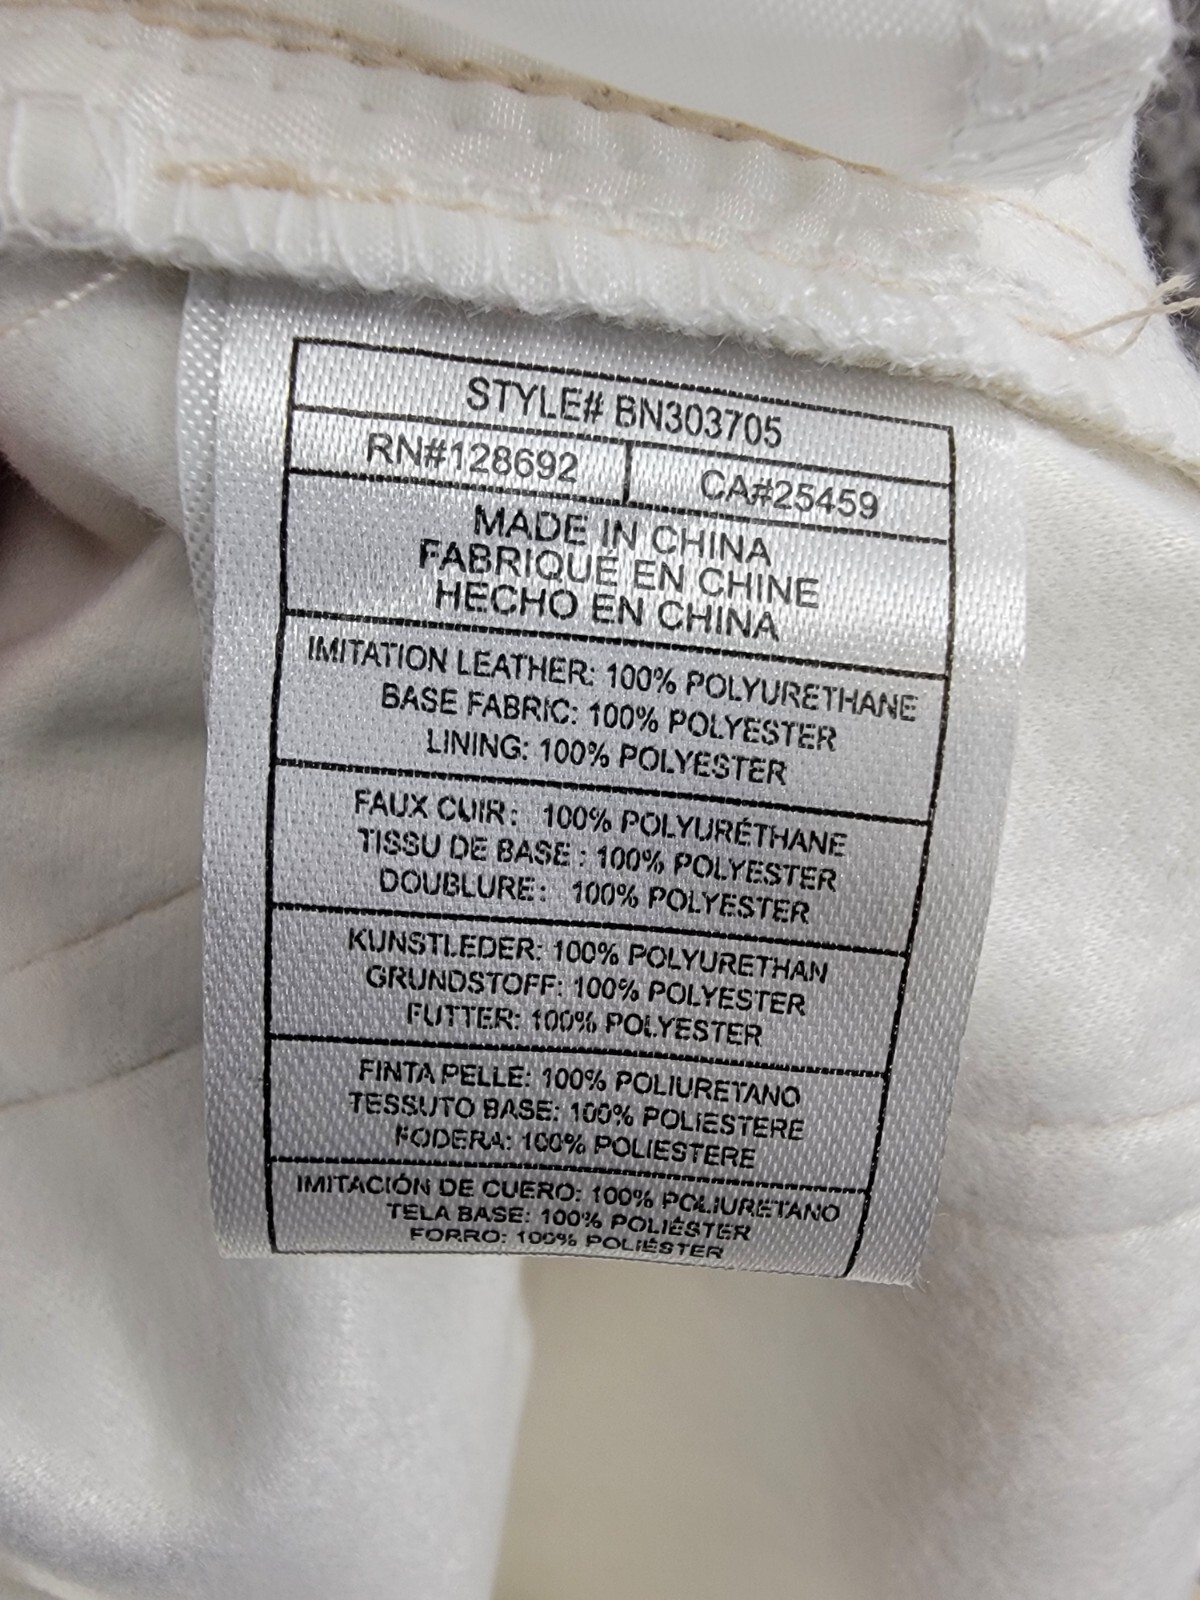 STYLE# BN303705
RN#128692 CA#25459
MADE IN CHINA
FABRIQUÉ EN CHINE
HECHO EN CHINA
IMITATION LEATHER: 100% POLYURETHANE
BASE FABRIC: 100% POLYESTER
LINING: 100% POLYESTER
FAUX CUIR : 100% POLYURÉTHANE
TISSU DE BASE : 100% POLYESTER
DOUBLURE : 100% POLYESTER
KUNSTLEDER: 100% POLYURETHAN
GRUNDSTOFF: 100% POLYESTER
FUTTER: 100% POLYESTER
FINTA PELLE: 100% POLIURETANO
TESSUTO BASE: 100% POLIESTERE
FODERA: 100% POLIESTERE
IMITACIÓN DE CUERO: 100% POLIURETANO
TELA BASE: 100% POLIÉSTER
FORRO: 100% POLIÉSTER